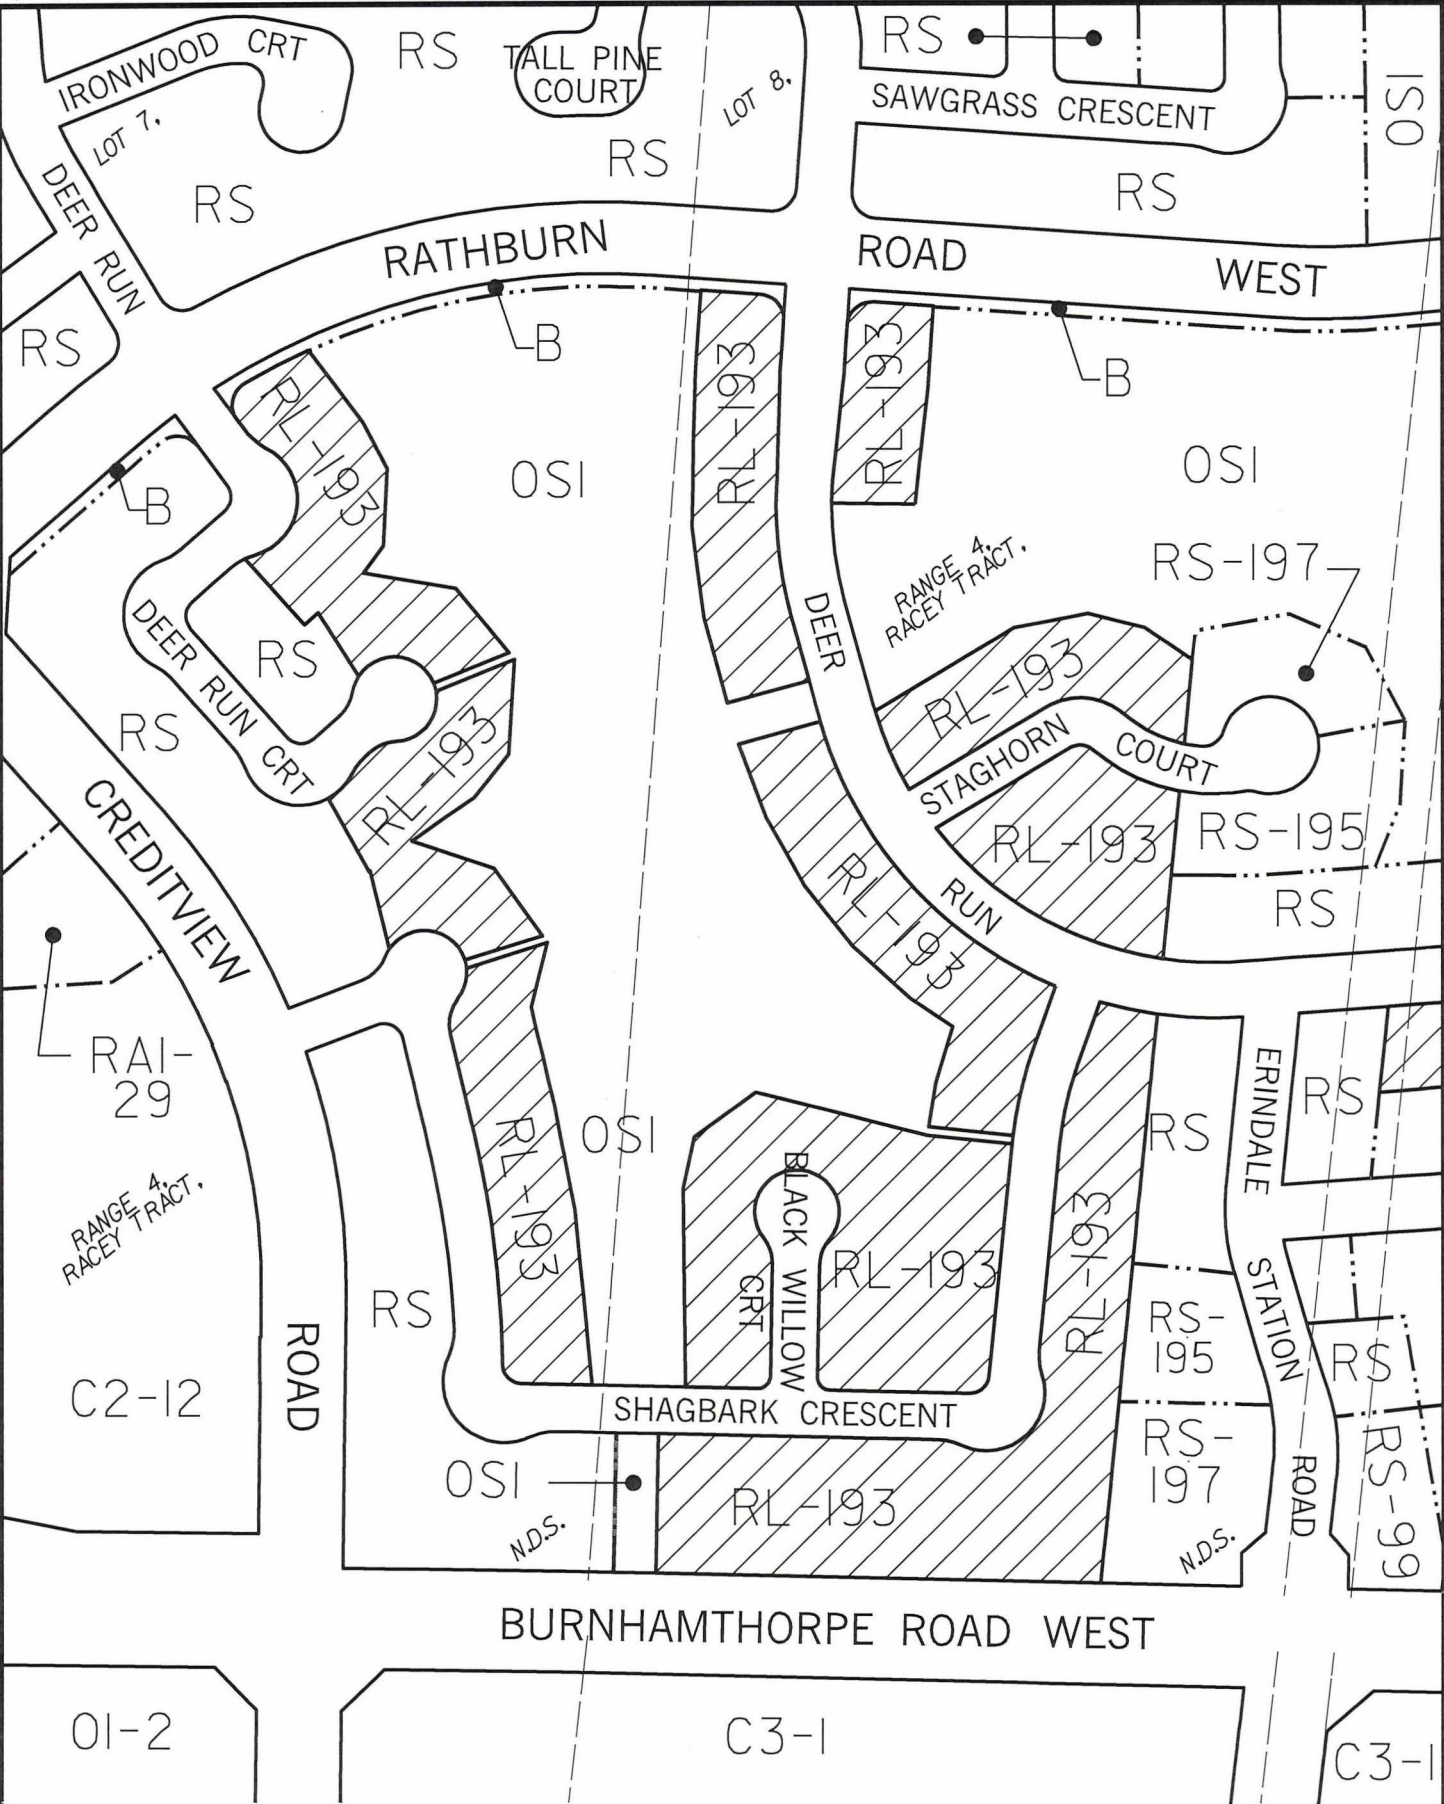 IRONWOOD CRT
RS
TALL PINE
COURT
LOT 8.
RS
SAWGRASS CRESCENT
OS1
LOT 7.
RS
RS
RS
DEER RUN
RATHBURN ROAD WEST
RS
B
B
RL-193
RL-193
RL-193
OS1
OS1
B
RANGE 4.
RACEY TRACT.
RS-197
DEER RUN CRT
RS
RS
DEER RUN
RL-193
RL-193
STAGHORN COURT
RL-193
RS-195
RL-193
RS
CREDITVIEW ROAD
RA1-
29
RANGE 4.
RACEY TRACT.
RL-193
OS1
BLACK WILLOW
CRT
RL-193
RL-193
RS
RS
ERINDALE STATION ROAD
RS
RS-
195
RS
C2-12
SHAGBARK CRESCENT
OS1
RL-193
RS-
197
RS-99
N.D.S.
N.D.S.
BURNHAMTHORPE ROAD WEST
O1-2
C3-1
C3-1